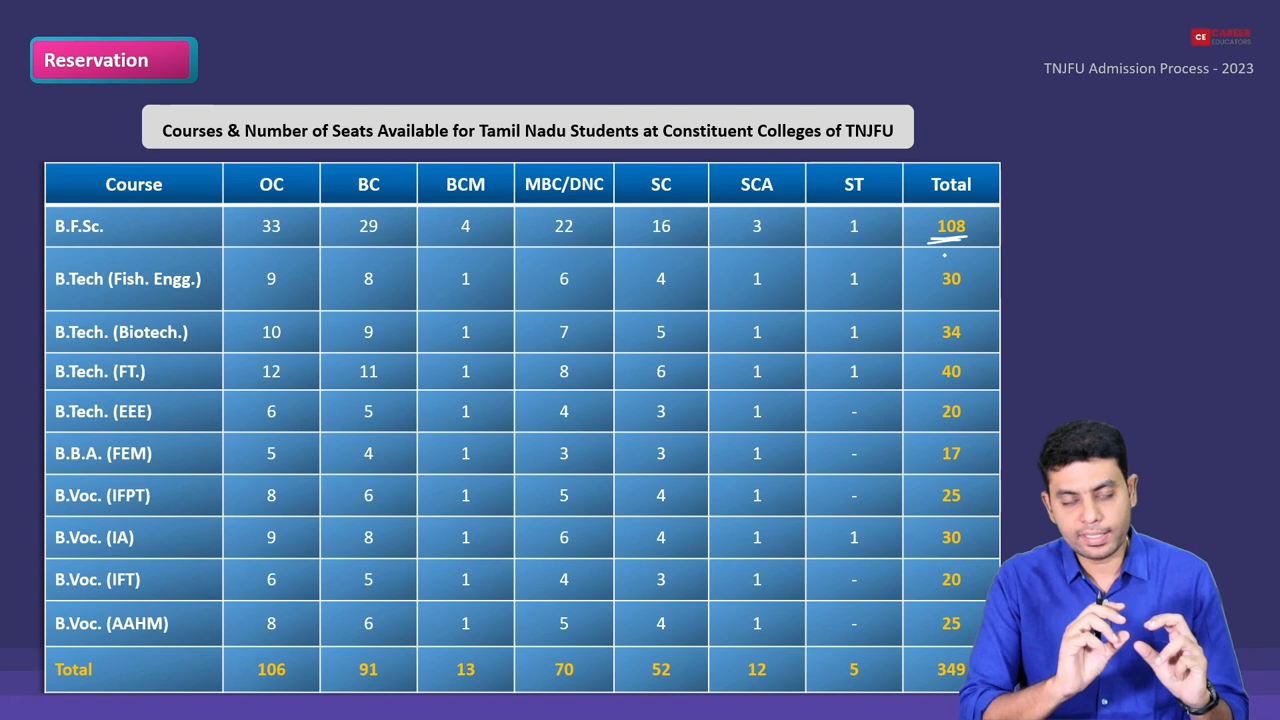 Reservation
CE CAREER EDUCATORS
TNJFU Admission Process - 2023
Courses & Number of Seats Available for Tamil Nadu Students at Constituent Colleges of TNJFU
Course OC BC BCM MBC/DNC SC SCA ST Total
B.F.Sc. 33 29 4 22 16 3 1 108
B.Tech (Fish. Engg.) 9 8 1 6 4 1 1 30
B.Tech. (Biotech.) 10 9 1 7 5 1 1 34
B.Tech. (FT.) 12 11 1 8 6 1 1 40
B.Tech. (EEE) 6 5 1 4 3 1 - 20
B.B.A. (FEM) 5 4 1 3 3 1 - 17
B.Voc. (IFPT) 8 6 1 5 4 1 - 25
B.Voc. (IA) 9 8 1 6 4 1 1 30
B.Voc. (IFT) 6 5 1 4 3 1 - 20
B.Voc. (AAHM) 8 6 1 5 4 1 - 25
Total 106 91 13 70 52 12 5 349